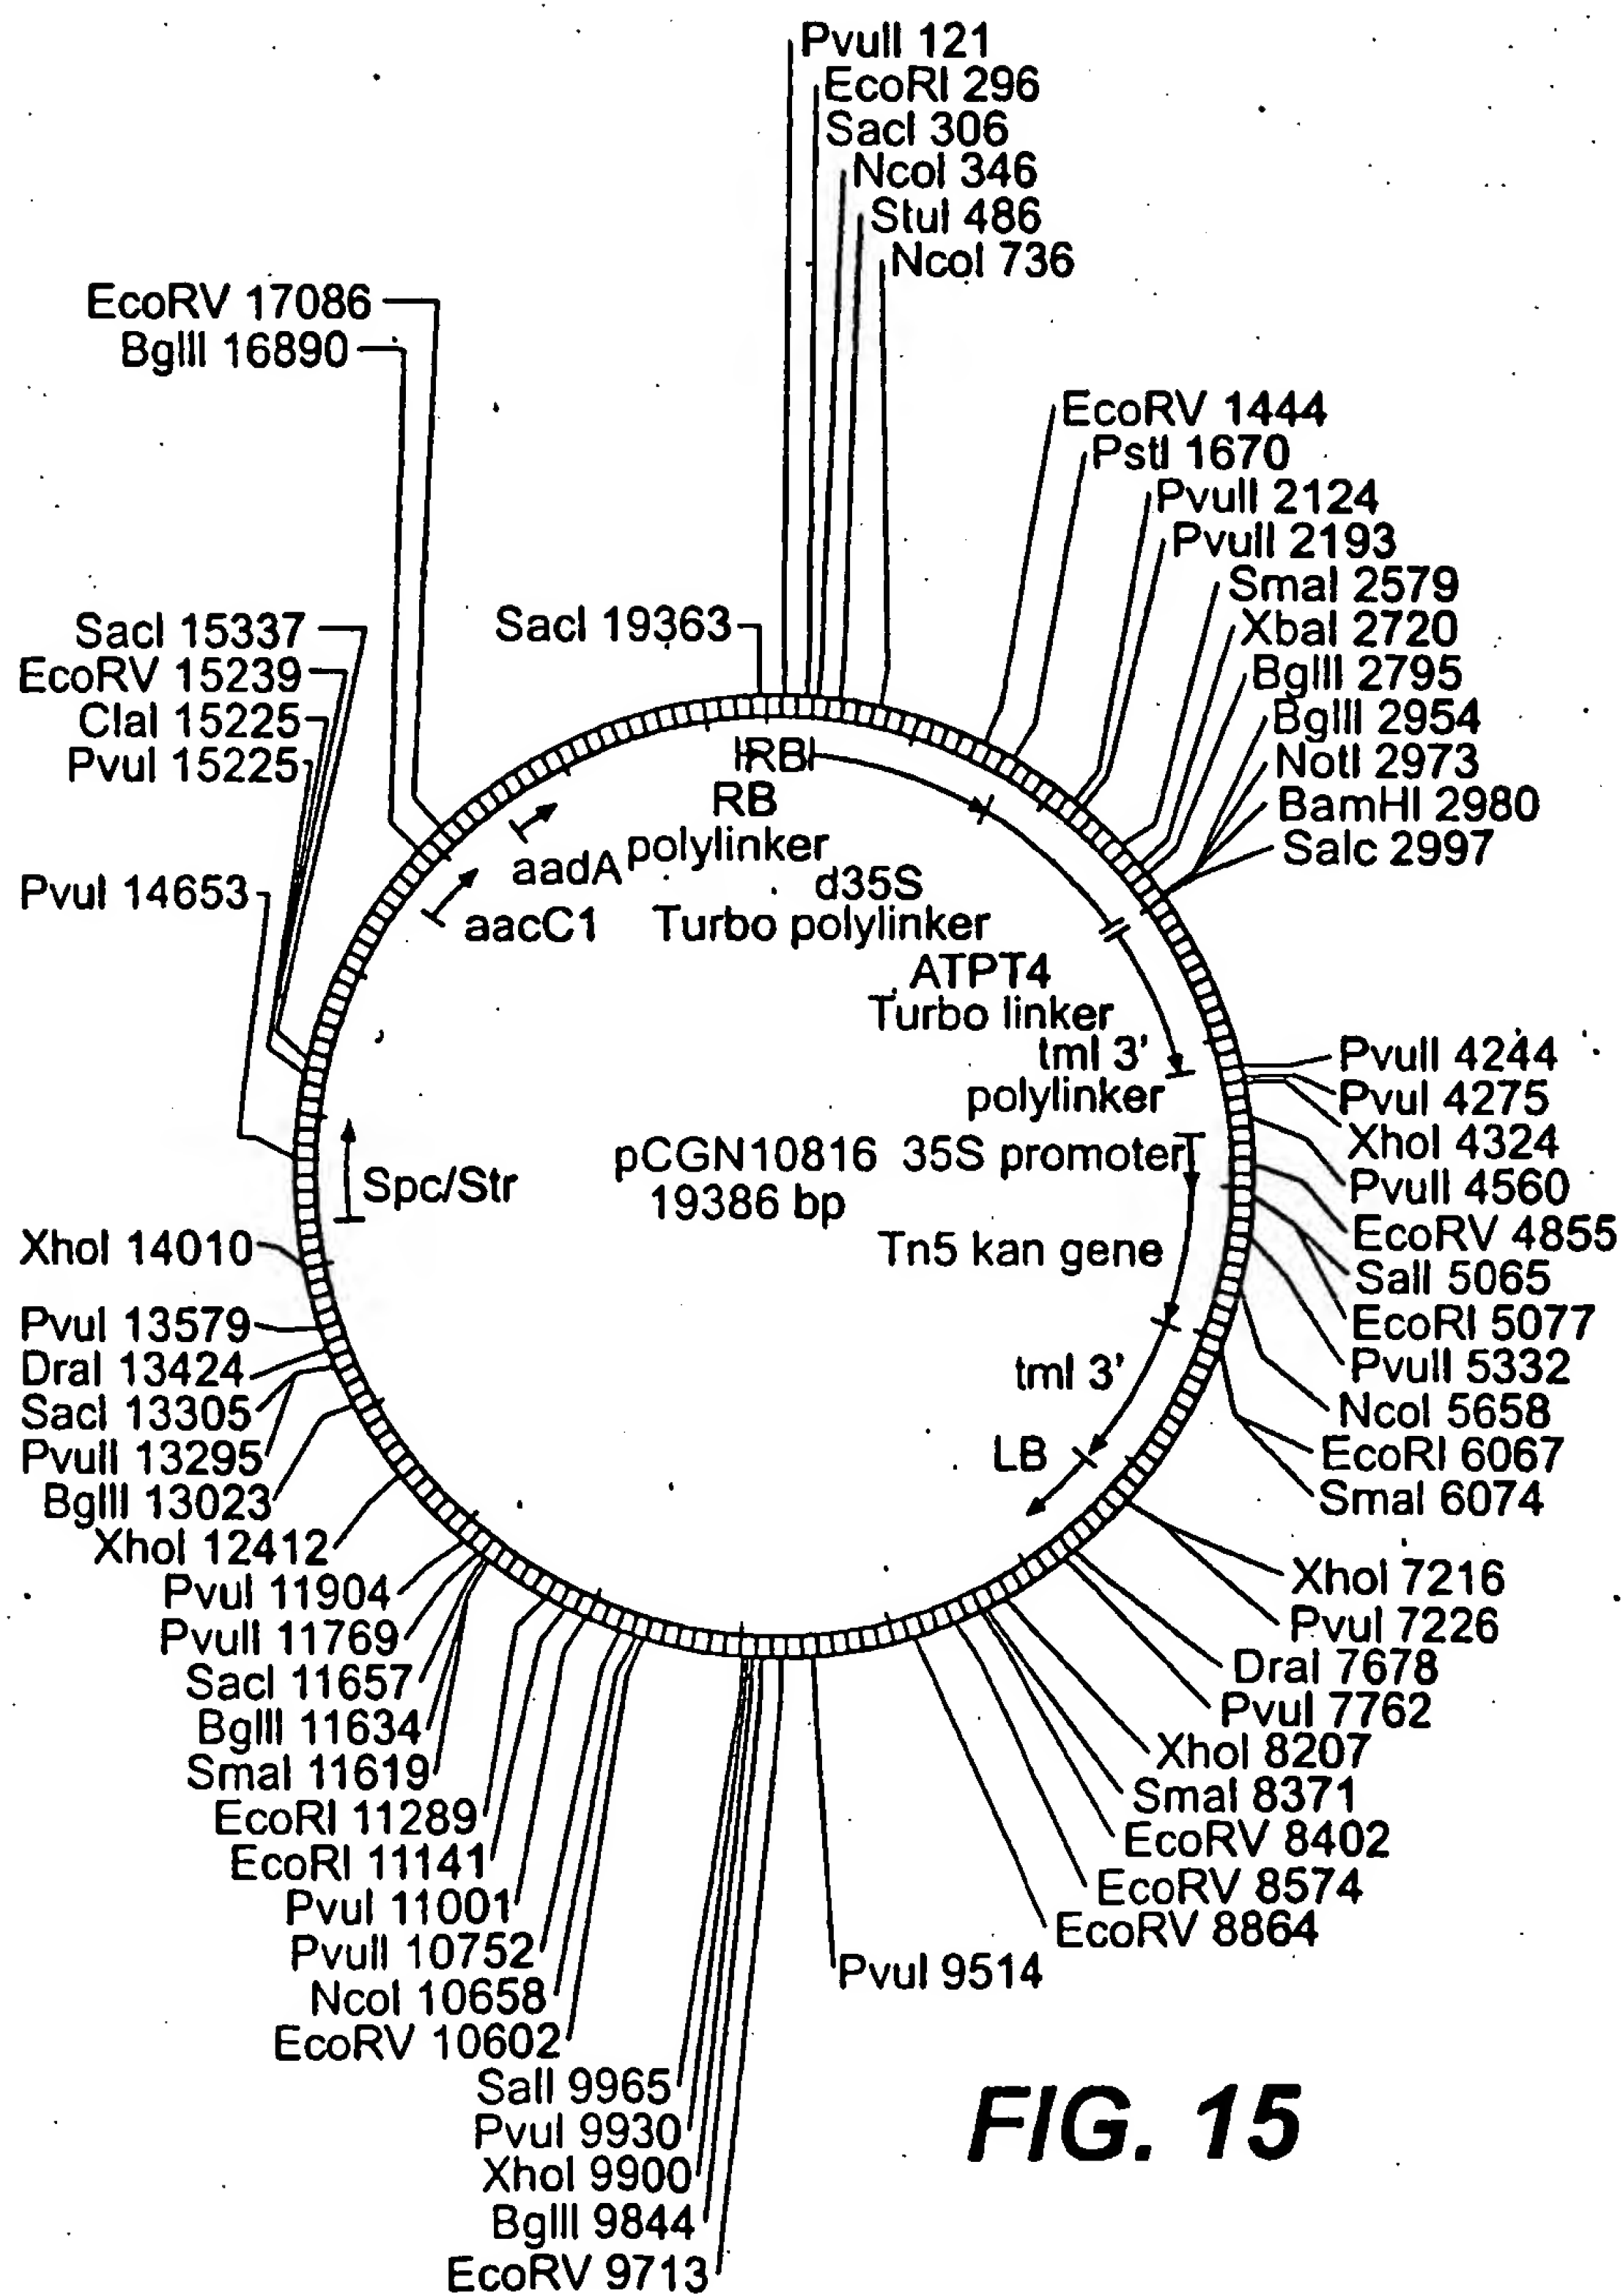 PvuII 121
EcoRI 296
SacI 306
NcoI 346
StuI 486
NcoI 736
EcoRV 1444
PstI 1670
PvuII 2124
PvuII 2193
SmaI 2579
XbaI 2720
BglII 2795
BglII 2954
NotI 2973
BamHI 2980
Salc 2997
PvuII 4244
PvuI 4275
XhoI 4324
PvuII 4560
EcoRV 4855
SalI 5065
EcoRI 5077
PvuII 5332
NcoI 5658
EcoRI 6067
SmaI 6074
XhoI 7216
PvuI 7226
DraI 7678
PvuI 7762
XhoI 8207
SmaI 8371
EcoRV 8402
EcoRV 8574
EcoRV 8864
PvuI 9514
EcoRV 17086
BglII 16890
SacI 19363
SacI 15337
EcoRV 15239
ClaI 15225
PvuI 15225
PvuI 14653
XhoI 14010
PvuI 13579
DraI 13424
SacI 13305
PvuII 13295
BglII 13023
XhoI 12412
PvuI 11904
PvuII 11769
SacI 11657
BglII 11634
SmaI 11619
EcoRI 11289
EcoRI 11141
PvuI 11001
PvuII 10752
NcoI 10658
EcoRV 10602
SalI 9965
PvuI 9930
XhoI 9900
BglII 9844
EcoRV 9713
RB
RB
polylinker
aadA
d35S
aacC1
Turbo polylinker
ATPT4
Turbo linker
tml 3'
polylinker
pCGN10816
19386 bp
35S promoter
Spc/Str
Tn5 kan gene
tml 3'
LB
FIG. 15